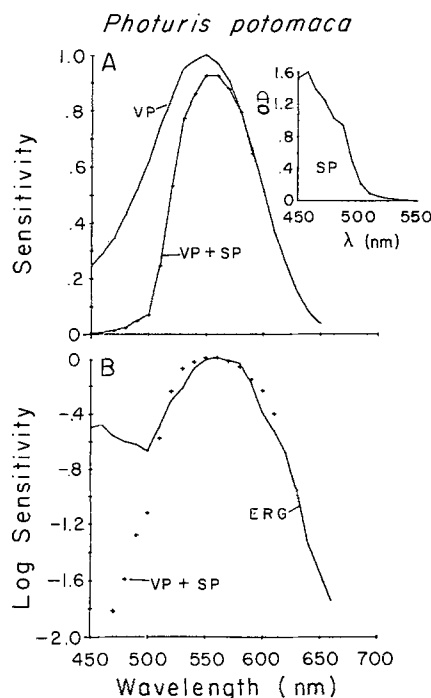 Photuris potomaca
A
Sensitivity
1.0
.8
.6
.4
.2
0
VP
VP + SP
OD
1.6
1.2
.8
.4
0
SP
450 500 550
λ (nm)
B
Log Sensitivity
0
-.4
-.8
-1.2
-1.6
-2.0
ERG
VP + SP
450 500 550 600 650 700
Wavelength (nm)